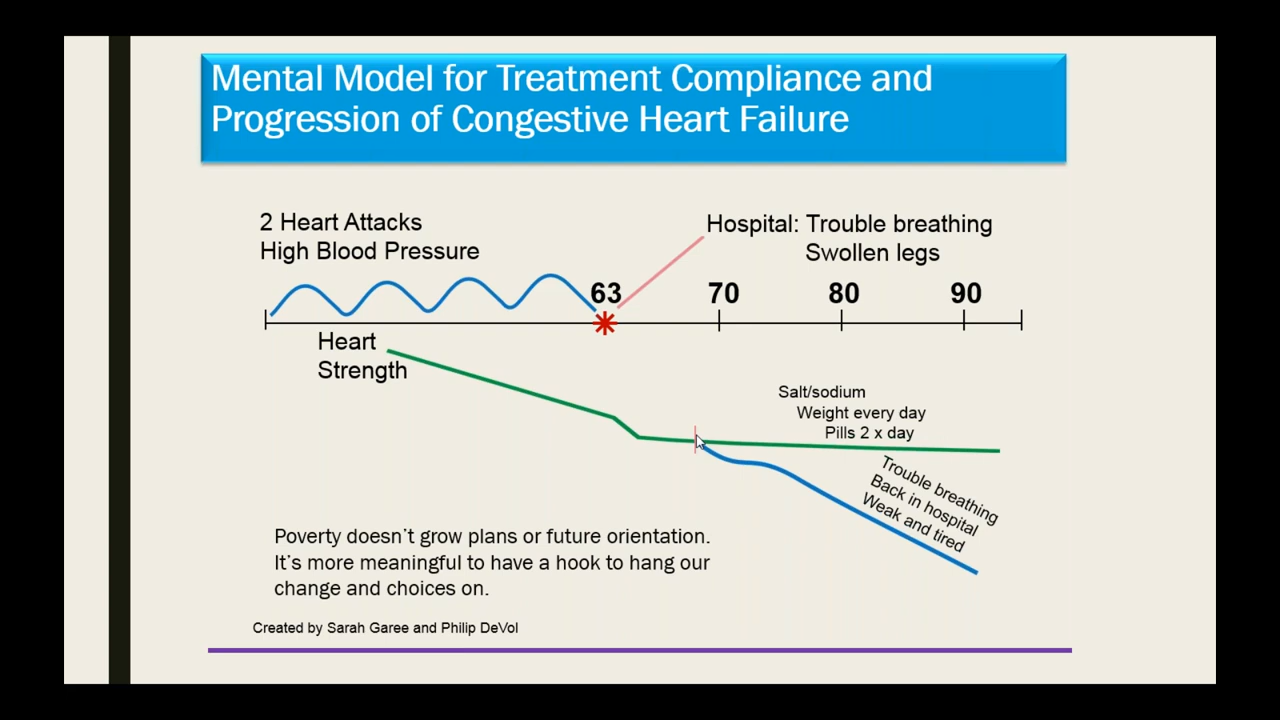 Mental Model for Treatment Compliance and
Progression of Congestive Heart Failure
2 Heart Attacks
High Blood Pressure
Hospital: Trouble breathing
Swollen legs
63
70
80
90
Heart
Strength
Salt/sodium
Weight every day
Pills 2 x day
Trouble breathing
Back in hospital
Weak and tired
Poverty doesn’t grow plans or future orientation.
It’s more meaningful to have a hook to hang our
change and choices on.
Created by Sarah Garee and Philip DeVol